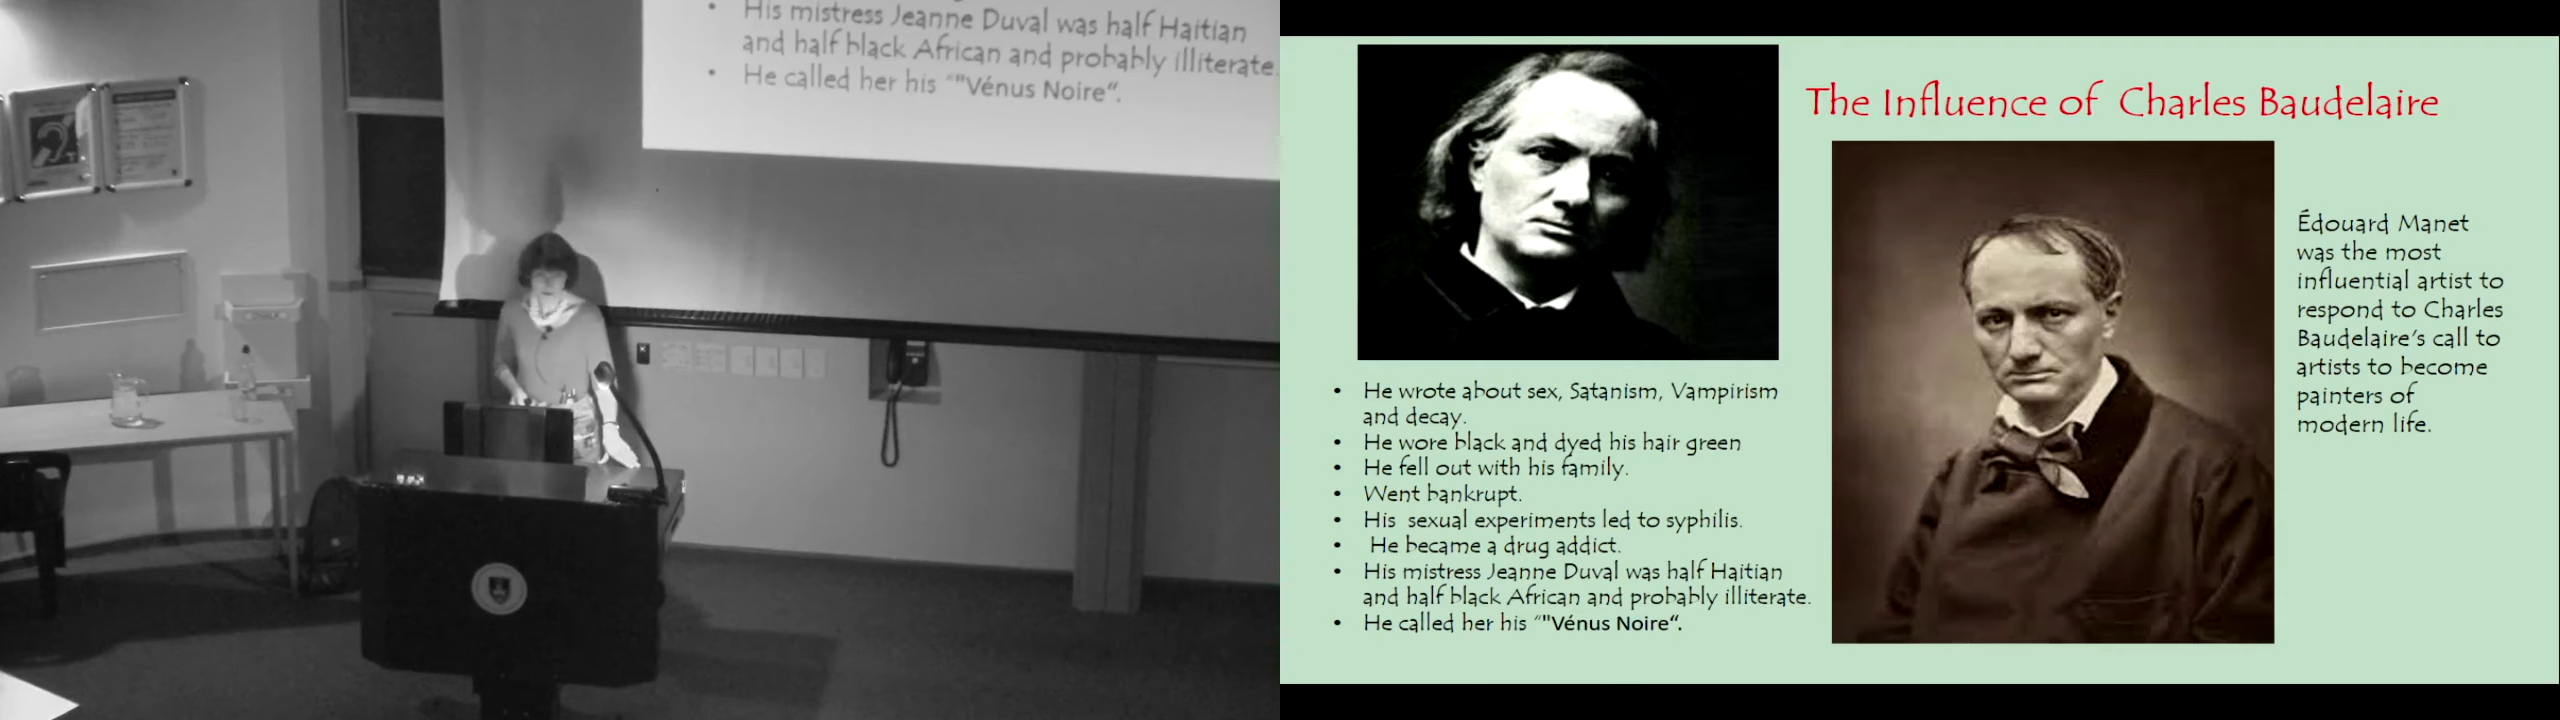 His mistress Jeanne Duval was half Haitian
and half black African and probably illiterate.
He called her his “"Vénus Noire“.
The Influence of Charles Baudelaire
• He wrote about sex, Satanism, Vampirism
and decay.
• He wore black and dyed his hair green
• He fell out with his family.
• Went bankrupt.
• His sexual experiments led to syphilis.
• He became a drug addict.
• His mistress Jeanne Duval was half Haitian
and half black African and probably illiterate.
• He called her his “"Vénus Noire“.
Édouard Manet
was the most
influential artist to
respond to Charles
Baudelaire’s call to
artists to become
painters of
modern life.